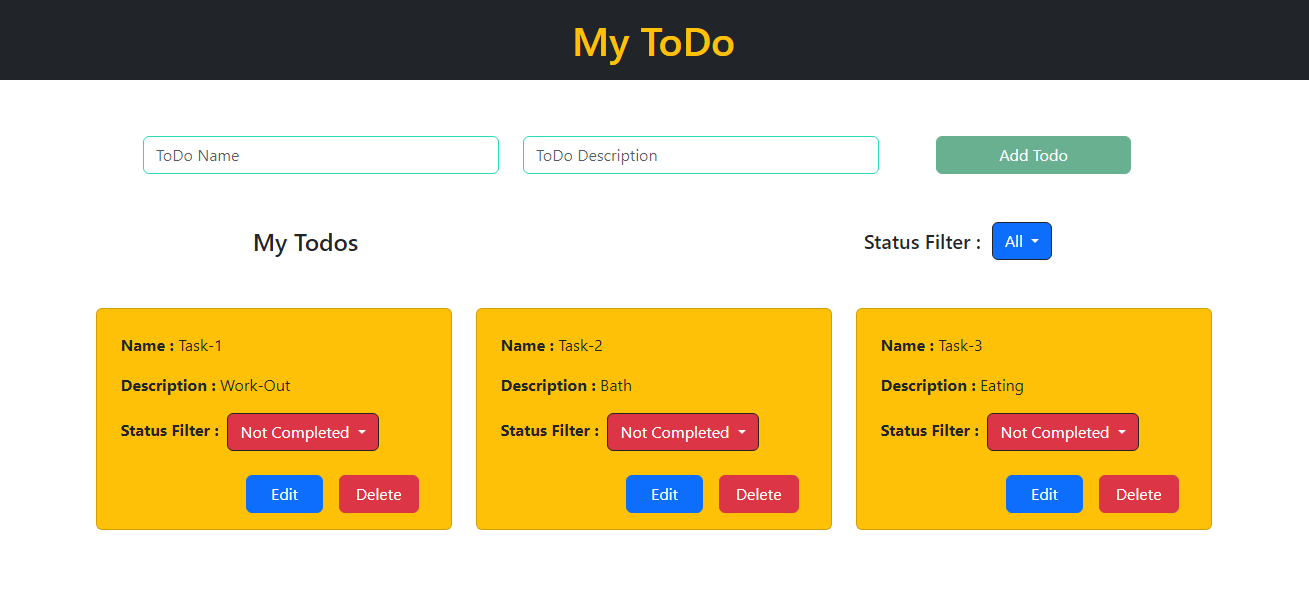 My ToDo
ToDo Name ToDo Description Add Todo
My Todos Status Filter : All
Name : Task-1
Description : Work-Out
Status Filter : Not Completed
Edit Delete
Name : Task-2
Description : Bath
Status Filter : Not Completed
Edit Delete
Name : Task-3
Description : Eating
Status Filter : Not Completed
Edit Delete